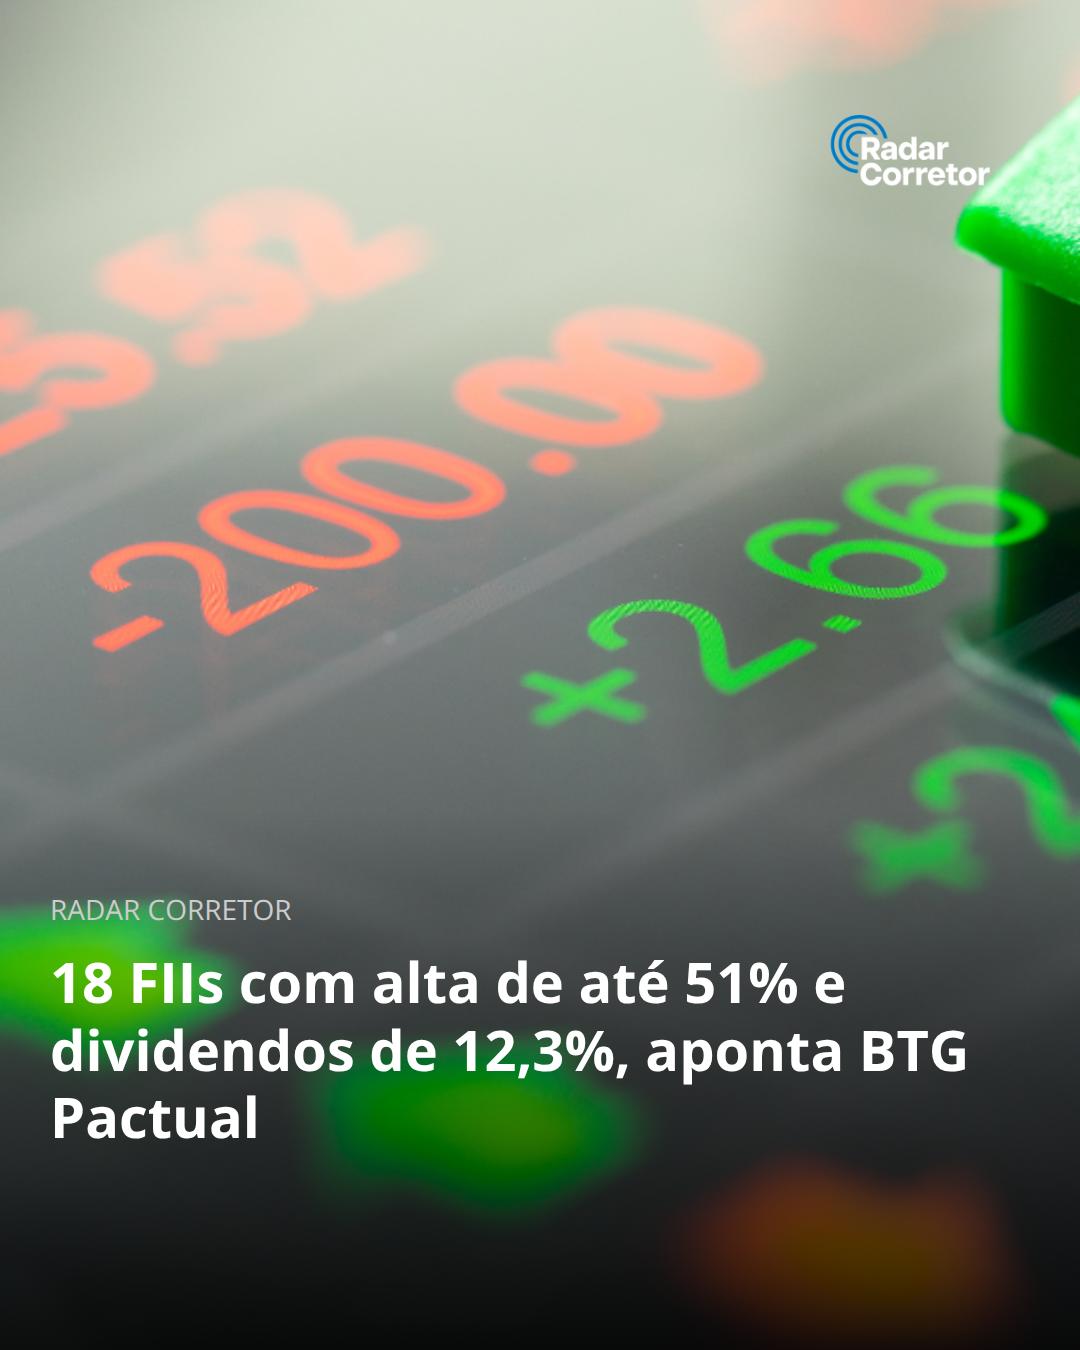 Radar
Corretor
-200.00
+2.66
RADAR CORRETOR
18 FIIs com alta de até 51% e
dividendos de 12,3%, aponta BTG
Pactual